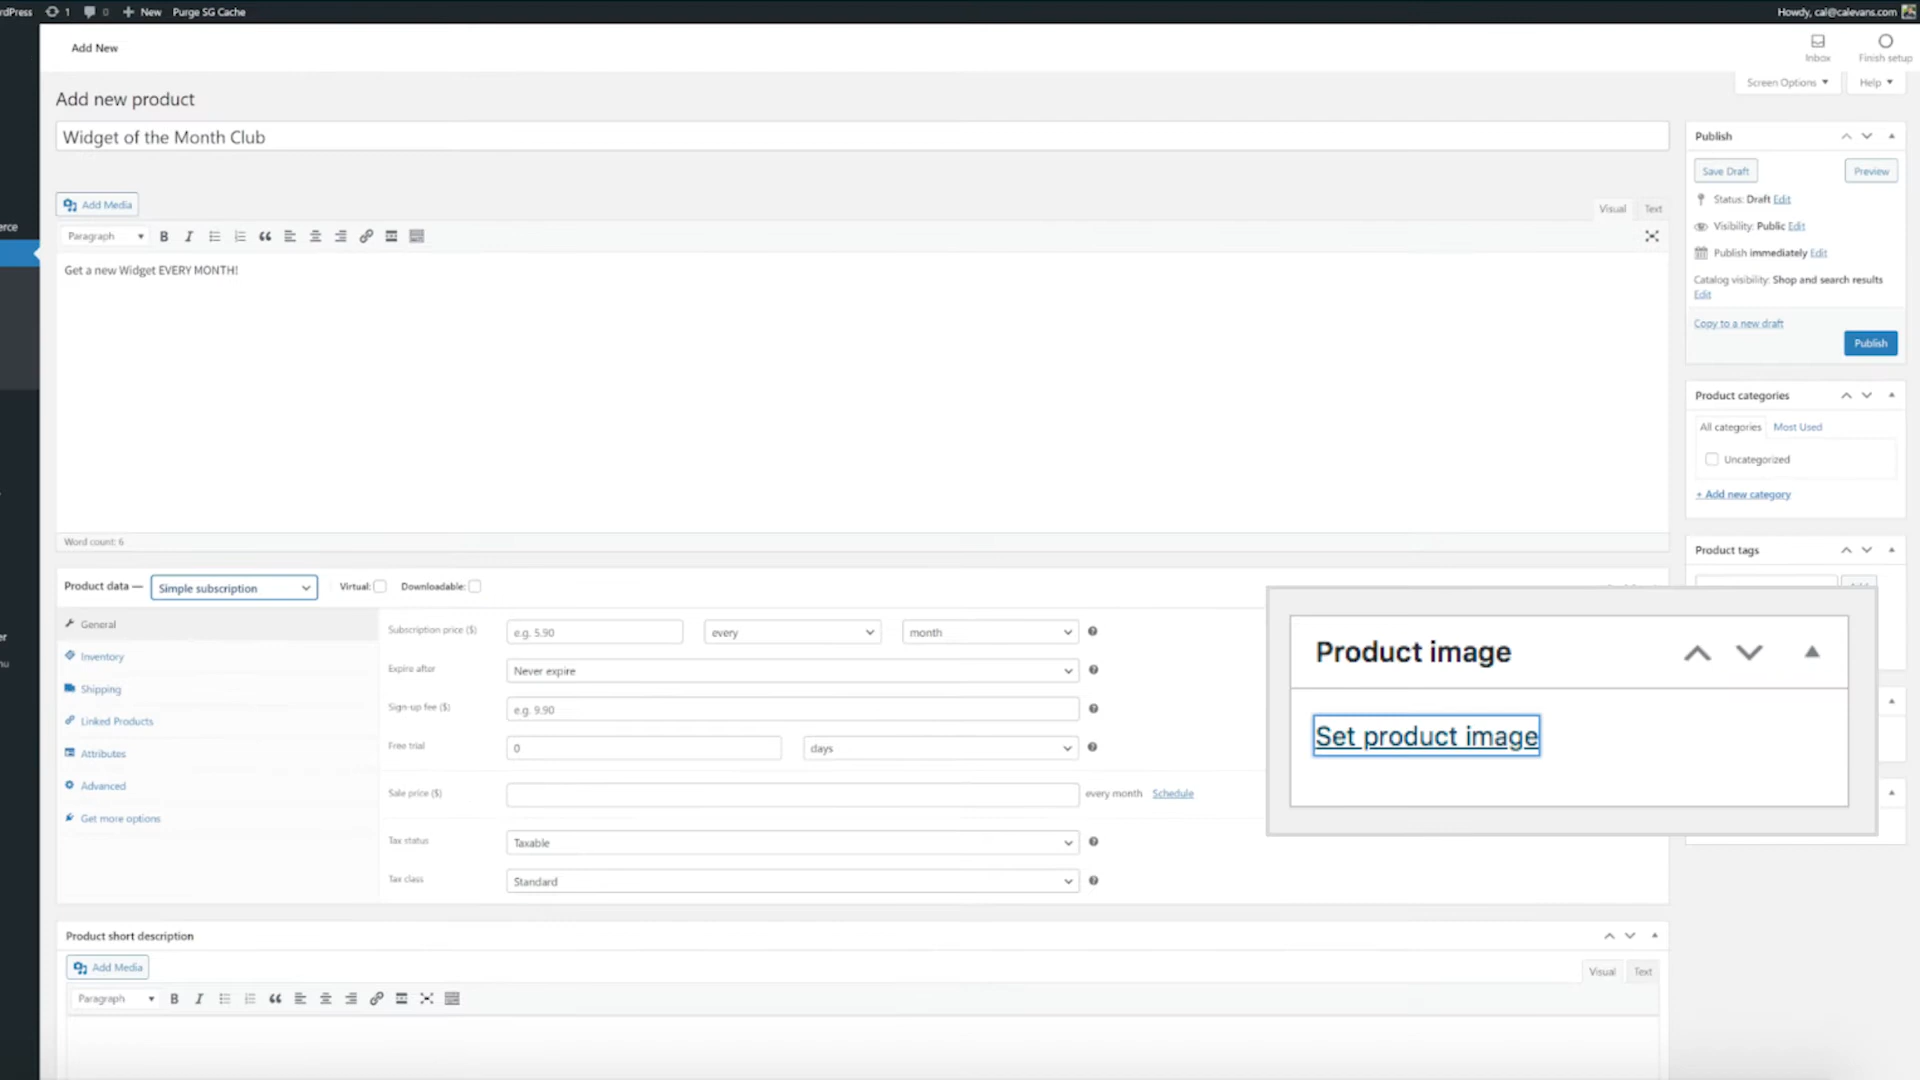 1 0 New Purge SG Cache Howdy, cal@calevans.com
Add New
Inbox Finish setup
Screen Options Help
Add new product
Widget of the Month Club
Add Media
Visual Text
Paragraph B I
Get a new Widget EVERY MONTH!
Word count: 6
Product data — Simple subscription Virtual: Downloadable:
General
Inventory
Shipping
Linked Products
Attributes
Advanced
Get more options
Subscription price ($) e.g. 5.90 every month
Expire after Never expire
Sign-up fee ($) e.g. 9.90
Free trial 0 days
Sale price ($) every month Schedule
Tax status Taxable
Tax class Standard
Product short description
Add Media
Visual Text
Paragraph B I
Publish
Save Draft Preview
Status: Draft Edit
Visibility: Public Edit
Publish immediately Edit
Catalog visibility: Shop and search results
Edit
Copy to a new draft
Publish
Product categories
All categories Most Used
Uncategorized
+ Add new category
Product tags
Product image
Set product image